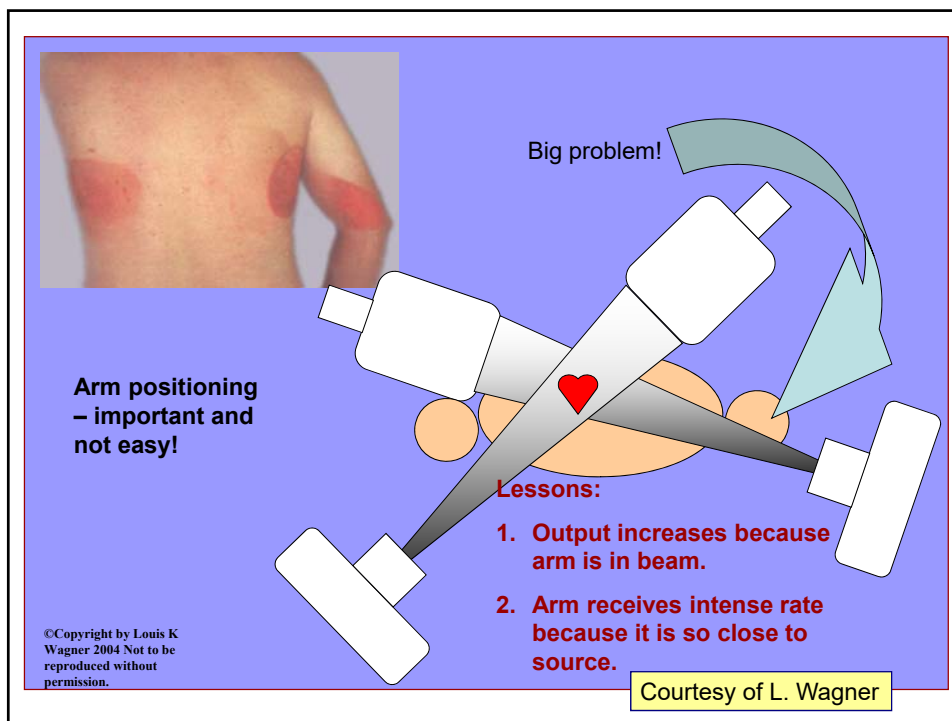 Big problem!
Arm positioning
– important and
not easy!
Lessons:
1. Output increases because
arm is in beam.
2. Arm receives intense rate
because it is so close to
source.
©Copyright by Louis K
Wagner 2004 Not to be
reproduced without
permission.
Courtesy of L. Wagner